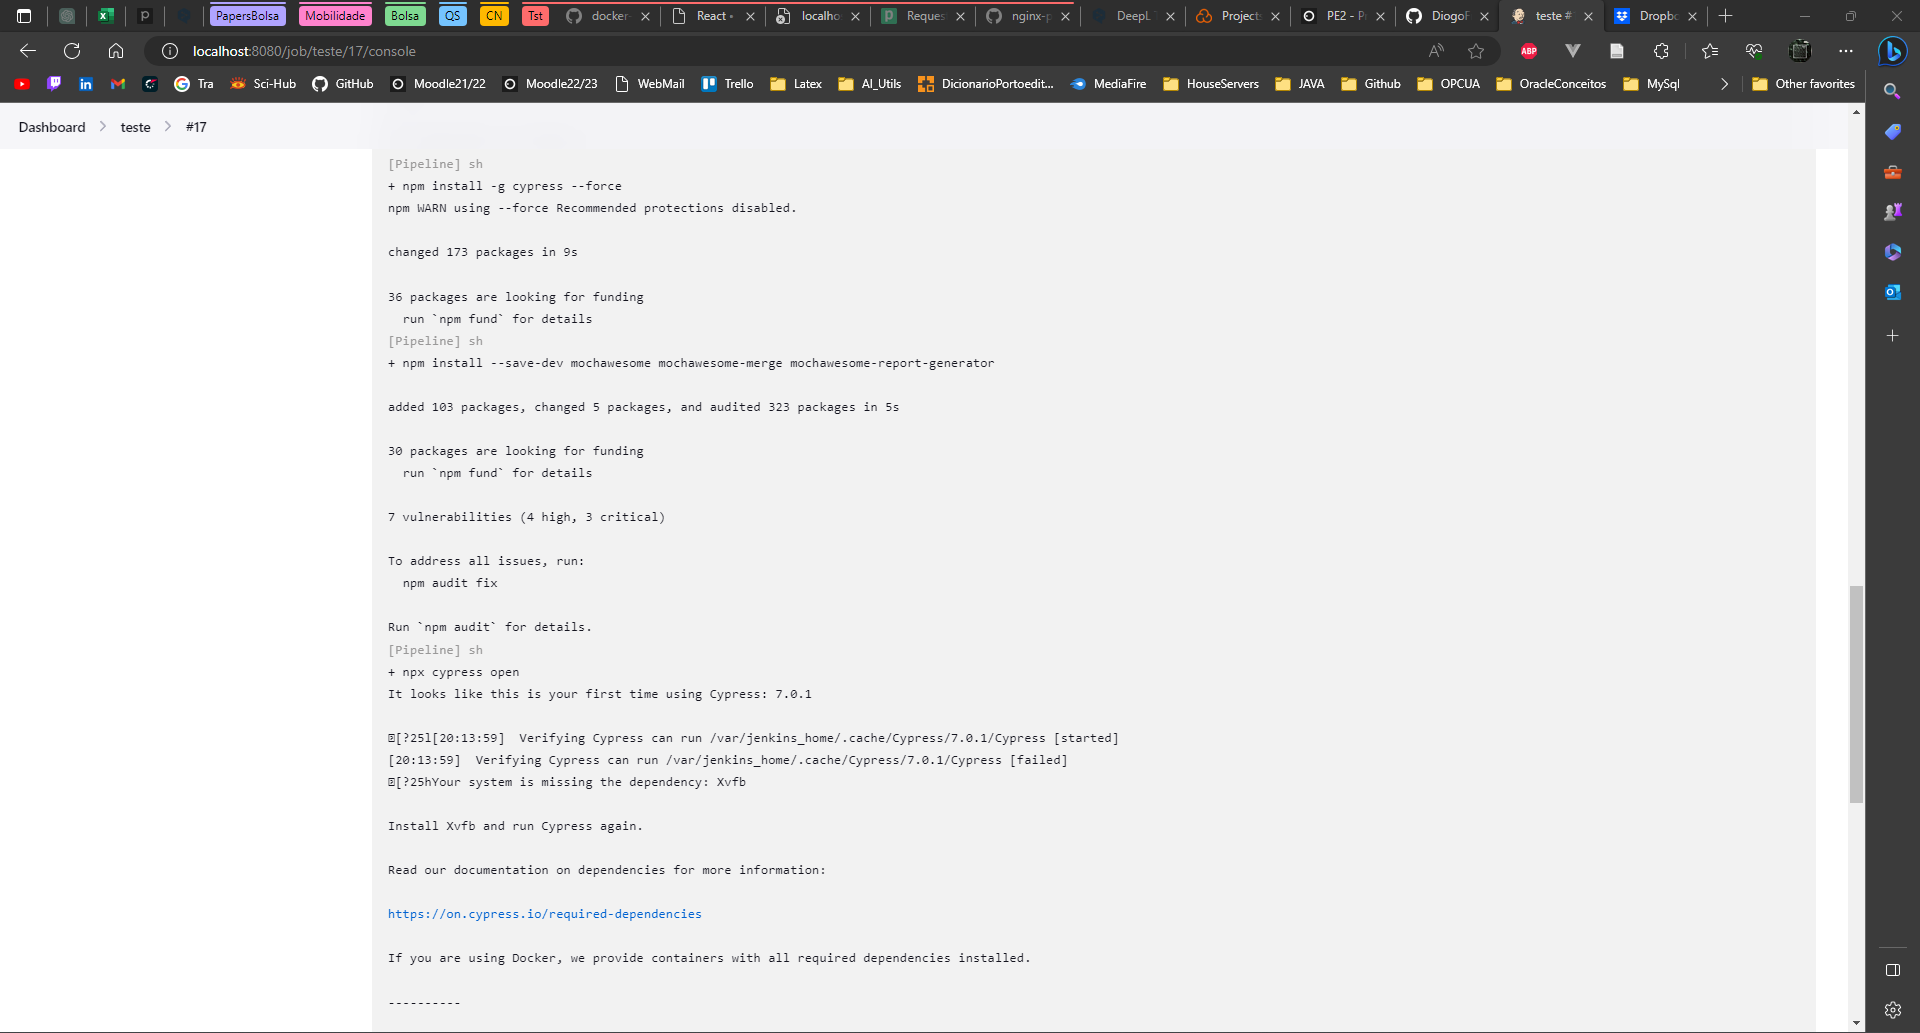 PapersBolsa
Mobilidade
Bolsa
QS
CN
Tst
docker-
React
localho
Reques
nginx-p
DeepL T
Project
PE2 - P
DiogoF
teste #
Dropbo
localhost:8080/job/teste/17/console
Tra
Sci-Hub
GitHub
Moodle21/22
Moodle22/23
WebMail
Trello
Latex
AI_Utils
DicionarioPortoedit...
MediaFire
HouseServers
JAVA
Github
OPCUA
OracleConceitos
MySql
Other favorites
Dashboard > teste > #17
[Pipeline] sh
+ npm install -g cypress --force
npm WARN using --force Recommended protections disabled.
changed 173 packages in 9s
36 packages are looking for funding
run `npm fund` for details
[Pipeline] sh
+ npm install --save-dev mochawesome mochawesome-merge mochawesome-report-generator
added 103 packages, changed 5 packages, and audited 323 packages in 5s
30 packages are looking for funding
run `npm fund` for details
7 vulnerabilities (4 high, 3 critical)
To address all issues, run:
npm audit fix
Run `npm audit` for details.
[Pipeline] sh
+ npx cypress open
It looks like this is your first time using Cypress: 7.0.1
[?25l[20:13:59]  Verifying Cypress can run /var/jenkins_home/.cache/Cypress/7.0.1/Cypress [started]
[20:13:59]  Verifying Cypress can run /var/jenkins_home/.cache/Cypress/7.0.1/Cypress [failed]
[?25hYour system is missing the dependency: Xvfb
Install Xvfb and run Cypress again.
Read our documentation on dependencies for more information:
https://on.cypress.io/required-dependencies
If you are using Docker, we provide containers with all required dependencies installed.
----------